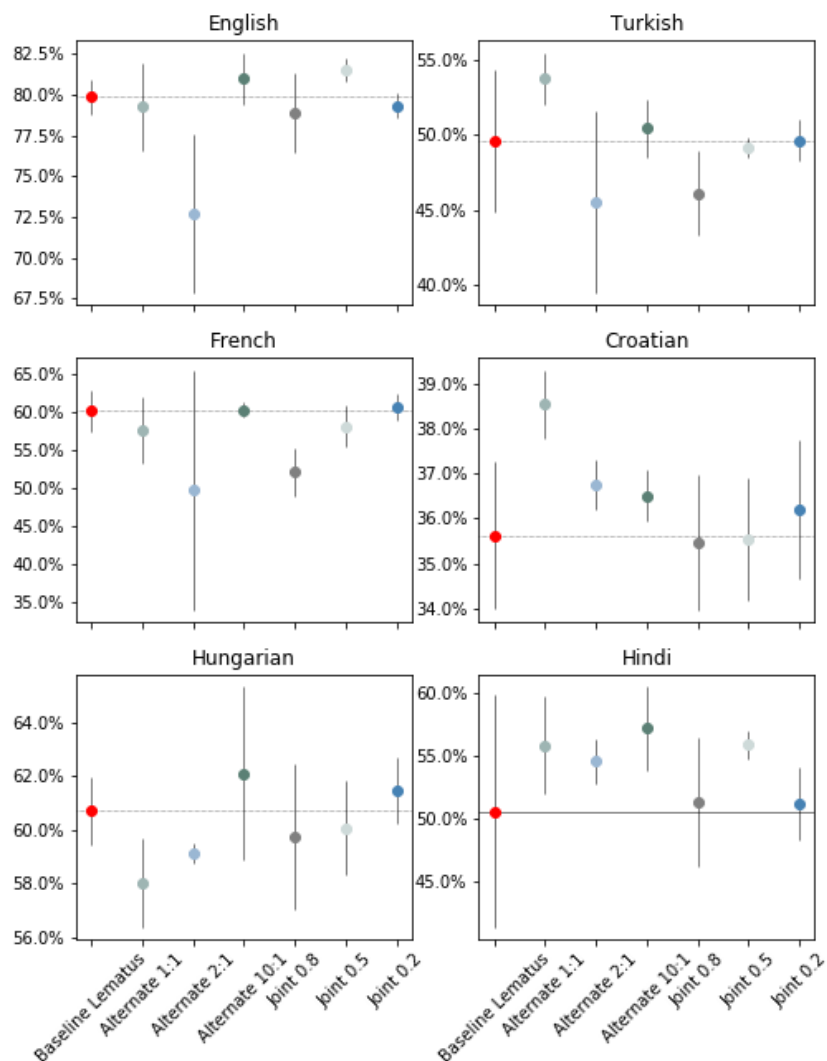 English
82.5%
80.0%
77.5%
75.0%
72.5%
70.0%
67.5%
Turkish
55.0%
50.0%
45.0%
40.0%
French
65.0%
60.0%
55.0%
50.0%
45.0%
40.0%
35.0%
Croatian
39.0%
38.0%
37.0%
36.0%
35.0%
34.0%
Hungarian
64.0%
62.0%
60.0%
58.0%
56.0%
Baseline Lematus
Alternate 1:1
Alternate 2:1
Alternate 10:1
Joint 0.8
Joint 0.5
Joint 0.2
Hindi
60.0%
55.0%
50.0%
45.0%
Baseline Lematus
Alternate 1:1
Alternate 2:1
Alternate 10:1
Joint 0.8
Joint 0.5
Joint 0.2